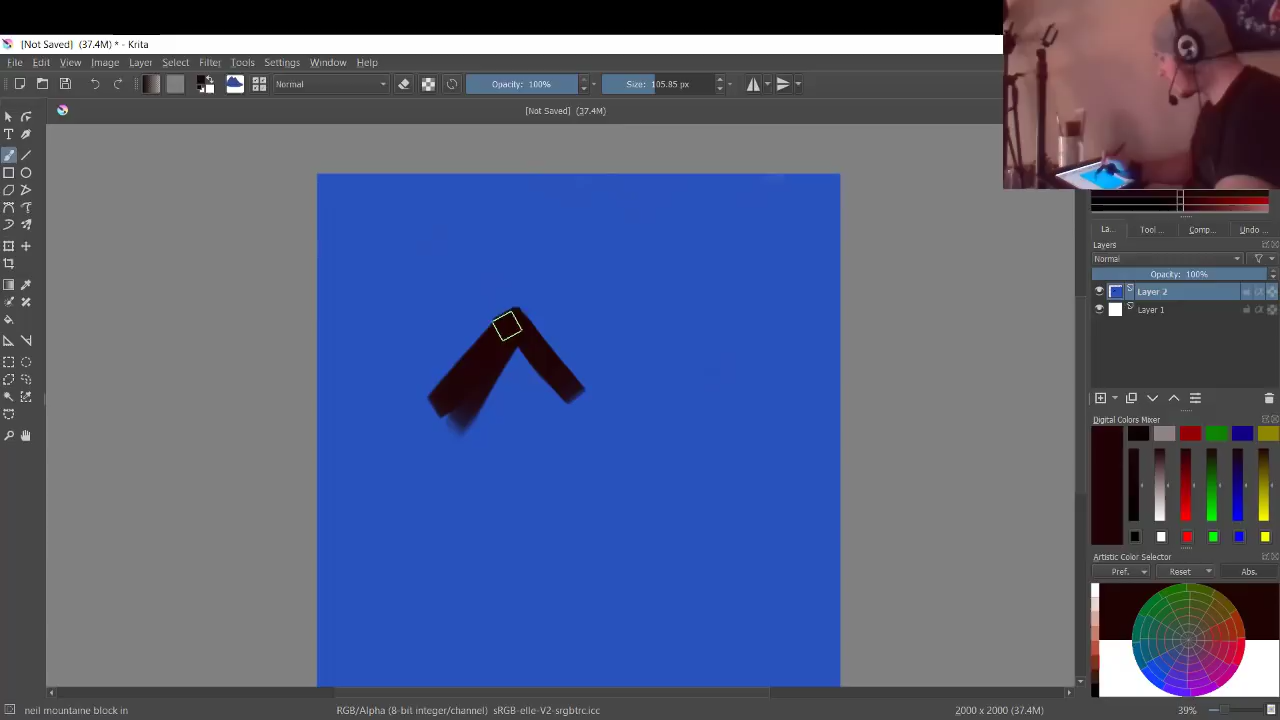 [Not Saved] (37.4M) * - Krita
File Edit View Image Layer Select Filter Tools Settings Window Help
Normal
Opacity: 100%
Size: 105.85 px
[Not Saved] (37.4M)
La... Tool ... Comp... Undo ...
Layers
Normal
Opacity: 100%
Layer 2
Layer 1
Digital Colors Mixer
Artistic Color Selector
Pref. Reset Abs.
neil mountaine block in
RGB/Alpha (8-bit integer/channel) sRGB-elle-V2-srgbtrc.icc
2000 x 2000 (37.4M)
39%